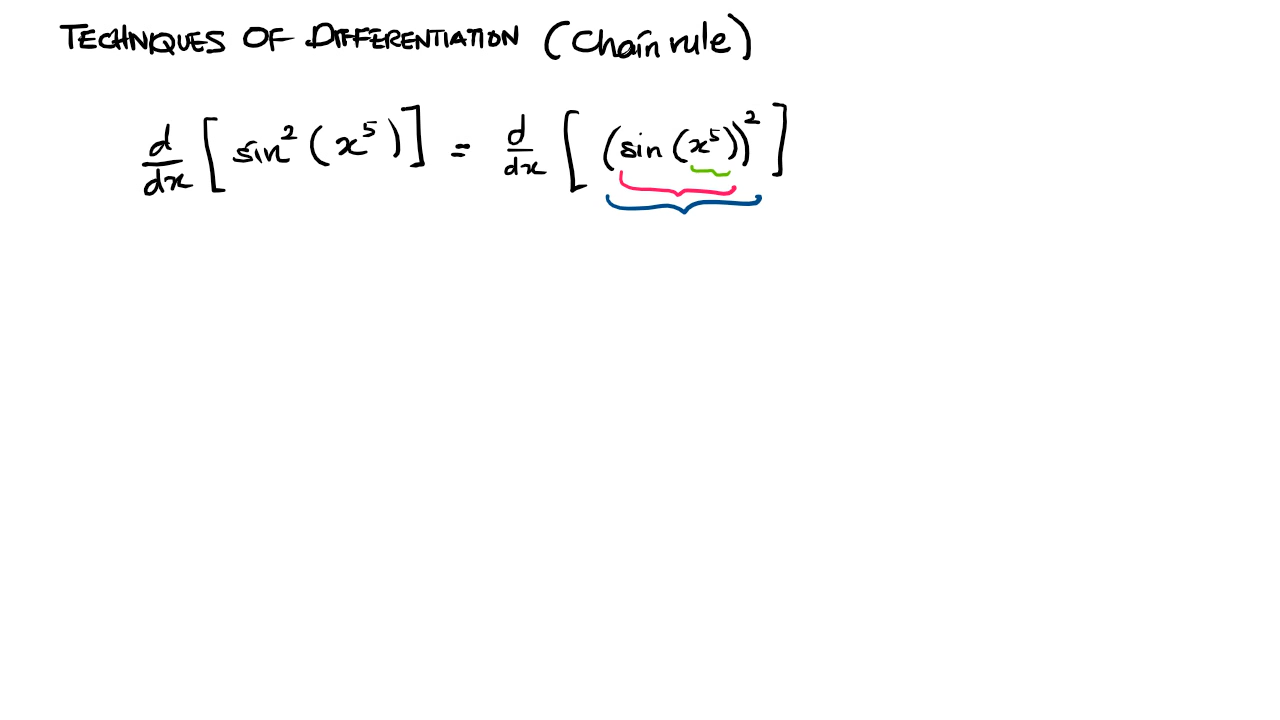 TECHNIQUES OF DIFFERENTIATION (Chain rule)
d/dx [sin²(x⁵)] = d/dx [(sin(x⁵))²]